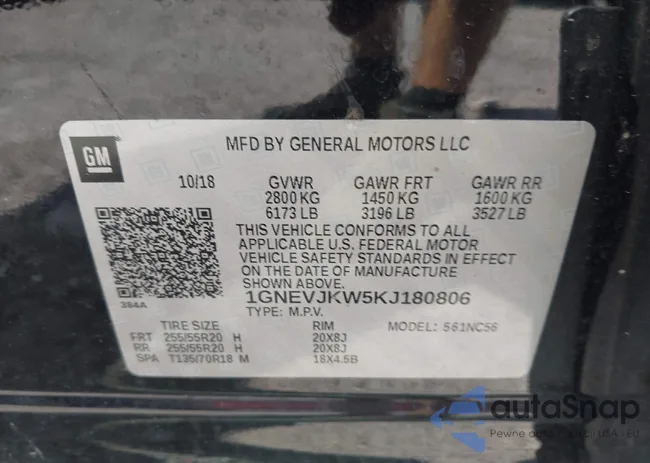 GM
MFD BY GENERAL MOTORS LLC
10/18 GVWR GAWR FRT GAWR RR
2800 KG 1450 KG 1600 KG
6173 LB 3196 LB 3527 LB
THIS VEHICLE CONFORMS TO ALL
APPLICABLE U.S. FEDERAL MOTOR
VEHICLE SAFETY STANDARDS IN EFFECT
ON THE DATE OF MANUFACTURE
384A
1GNEVJKW5KJ180806
TYPE: M.P.V. MODEL: 561NC56
TIRE SIZE RIM
FRT 255/55R20 H 20X8J
RR 255/55R20 H 20X8J
SPA T135/70R18 M 18X4.5B
autoSnap